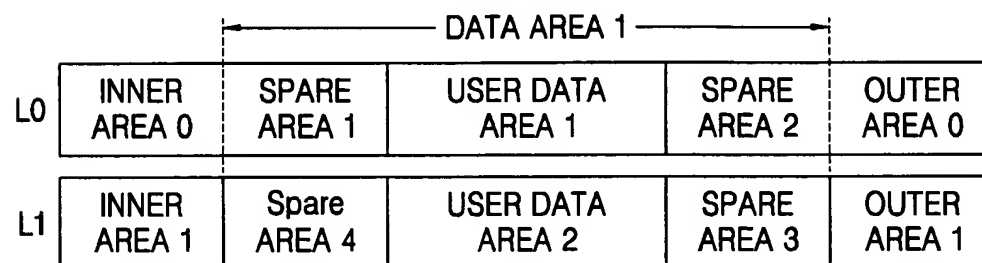 DATA AREA 1
L0
INNER AREA 0
SPARE AREA 1
USER DATA AREA 1
SPARE AREA 2
OUTER AREA 0
L1
INNER AREA 1
Spare AREA 4
USER DATA AREA 2
SPARE AREA 3
OUTER AREA 1